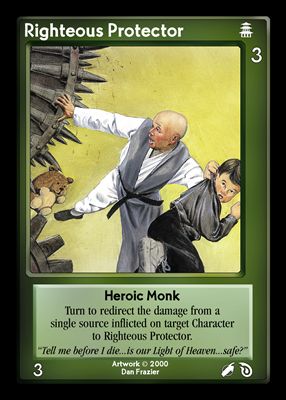 Righteous Protector
3
Heroic Monk
Turn to redirect the damage from a
single source inflicted on target Character
to Righteous Protector.
"Tell me before I die...is our Light of Heaven...safe?"
Artwork © 2000
Dan Frazier
3